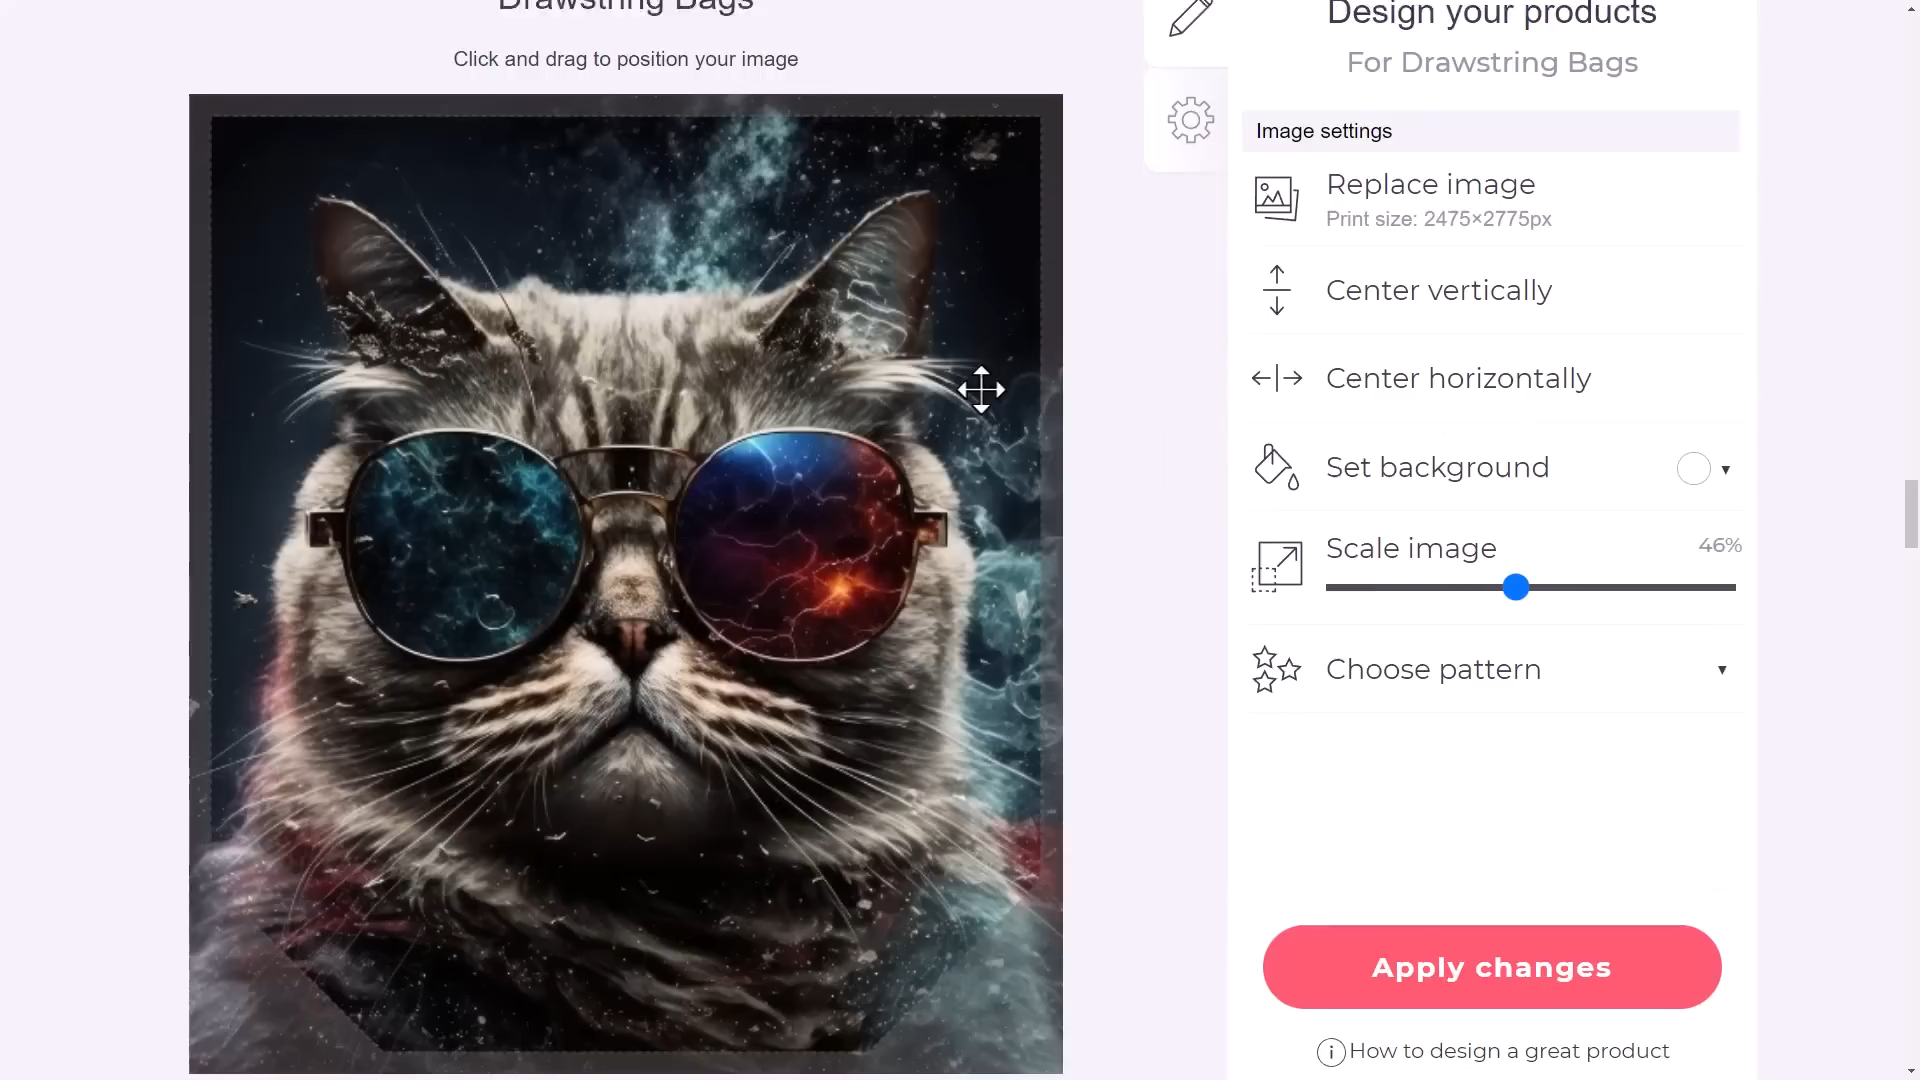 Drawstring Bags
Click and drag to position your image
Design your products
For Drawstring Bags
Image settings
Replace image
Print size: 2475×2775px
Center vertically
Center horizontally
Set background
Scale image
46%
Choose pattern
Apply changes
How to design a great product